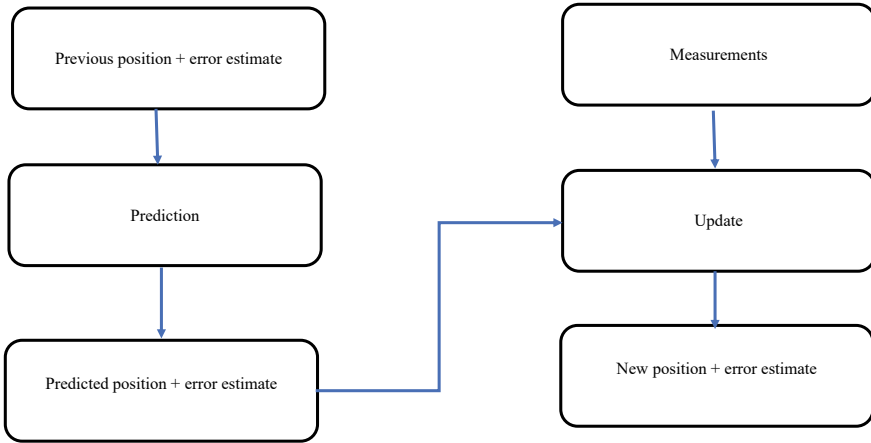 Previous position + error estimate
Prediction
Predicted position + error estimate
Measurements
Update
New position + error estimate